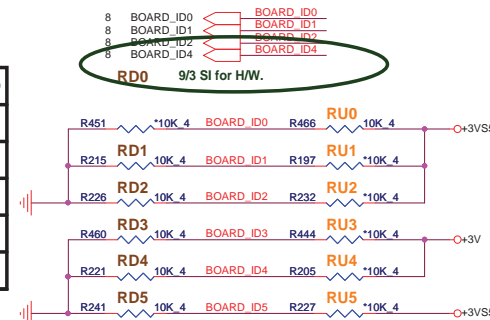 8 BOARD_ID0 BOARD_ID0
8 BOARD_ID1 BOARD_ID1
8 BOARD_ID2 BOARD_ID2
8 BOARD_ID4 BOARD_ID4
RD0 9/3 SI for H/W.
RU0
R451 *10K_4 BOARD_ID0 R466 10K_4 +3VS5
RD1 RU1
R215 10K_4 BOARD_ID1 R197 *10K_4
RD2 RU2
R226 10K_4 BOARD_ID2 R232 *10K_4
RD3 RU3
R460 10K_4 BOARD_ID3 R444 *10K_4 +3V
RD4 RU4
R221 10K_4 BOARD_ID4 R205 *10K_4
RD5 RU5
R241 10K_4 BOARD_ID5 R227 *10K_4 +3VS5